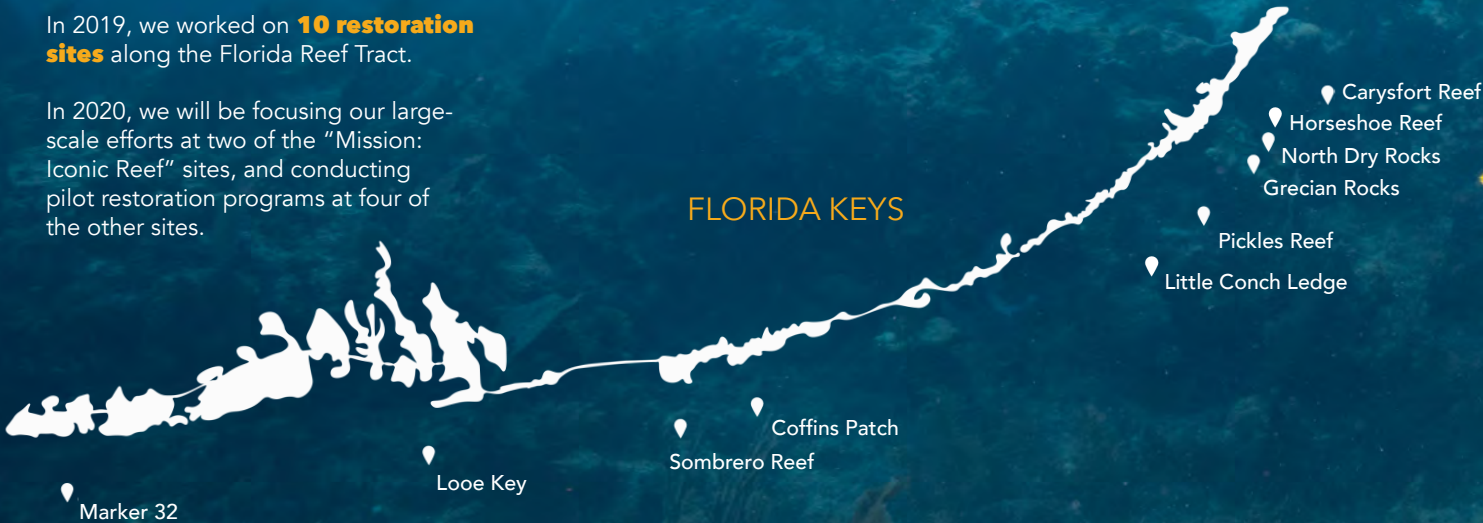 In 2019, we worked on 10 restoration
sites along the Florida Reef Tract.
In 2020, we will be focusing our large-
scale efforts at two of the “Mission:
Iconic Reef” sites, and conducting
pilot restoration programs at four of
the other sites.
FLORIDA KEYS
Carysfort Reef
Horseshoe Reef
North Dry Rocks
Grecian Rocks
Pickles Reef
Little Conch Ledge
Coffins Patch
Sombrero Reef
Looe Key
Marker 32